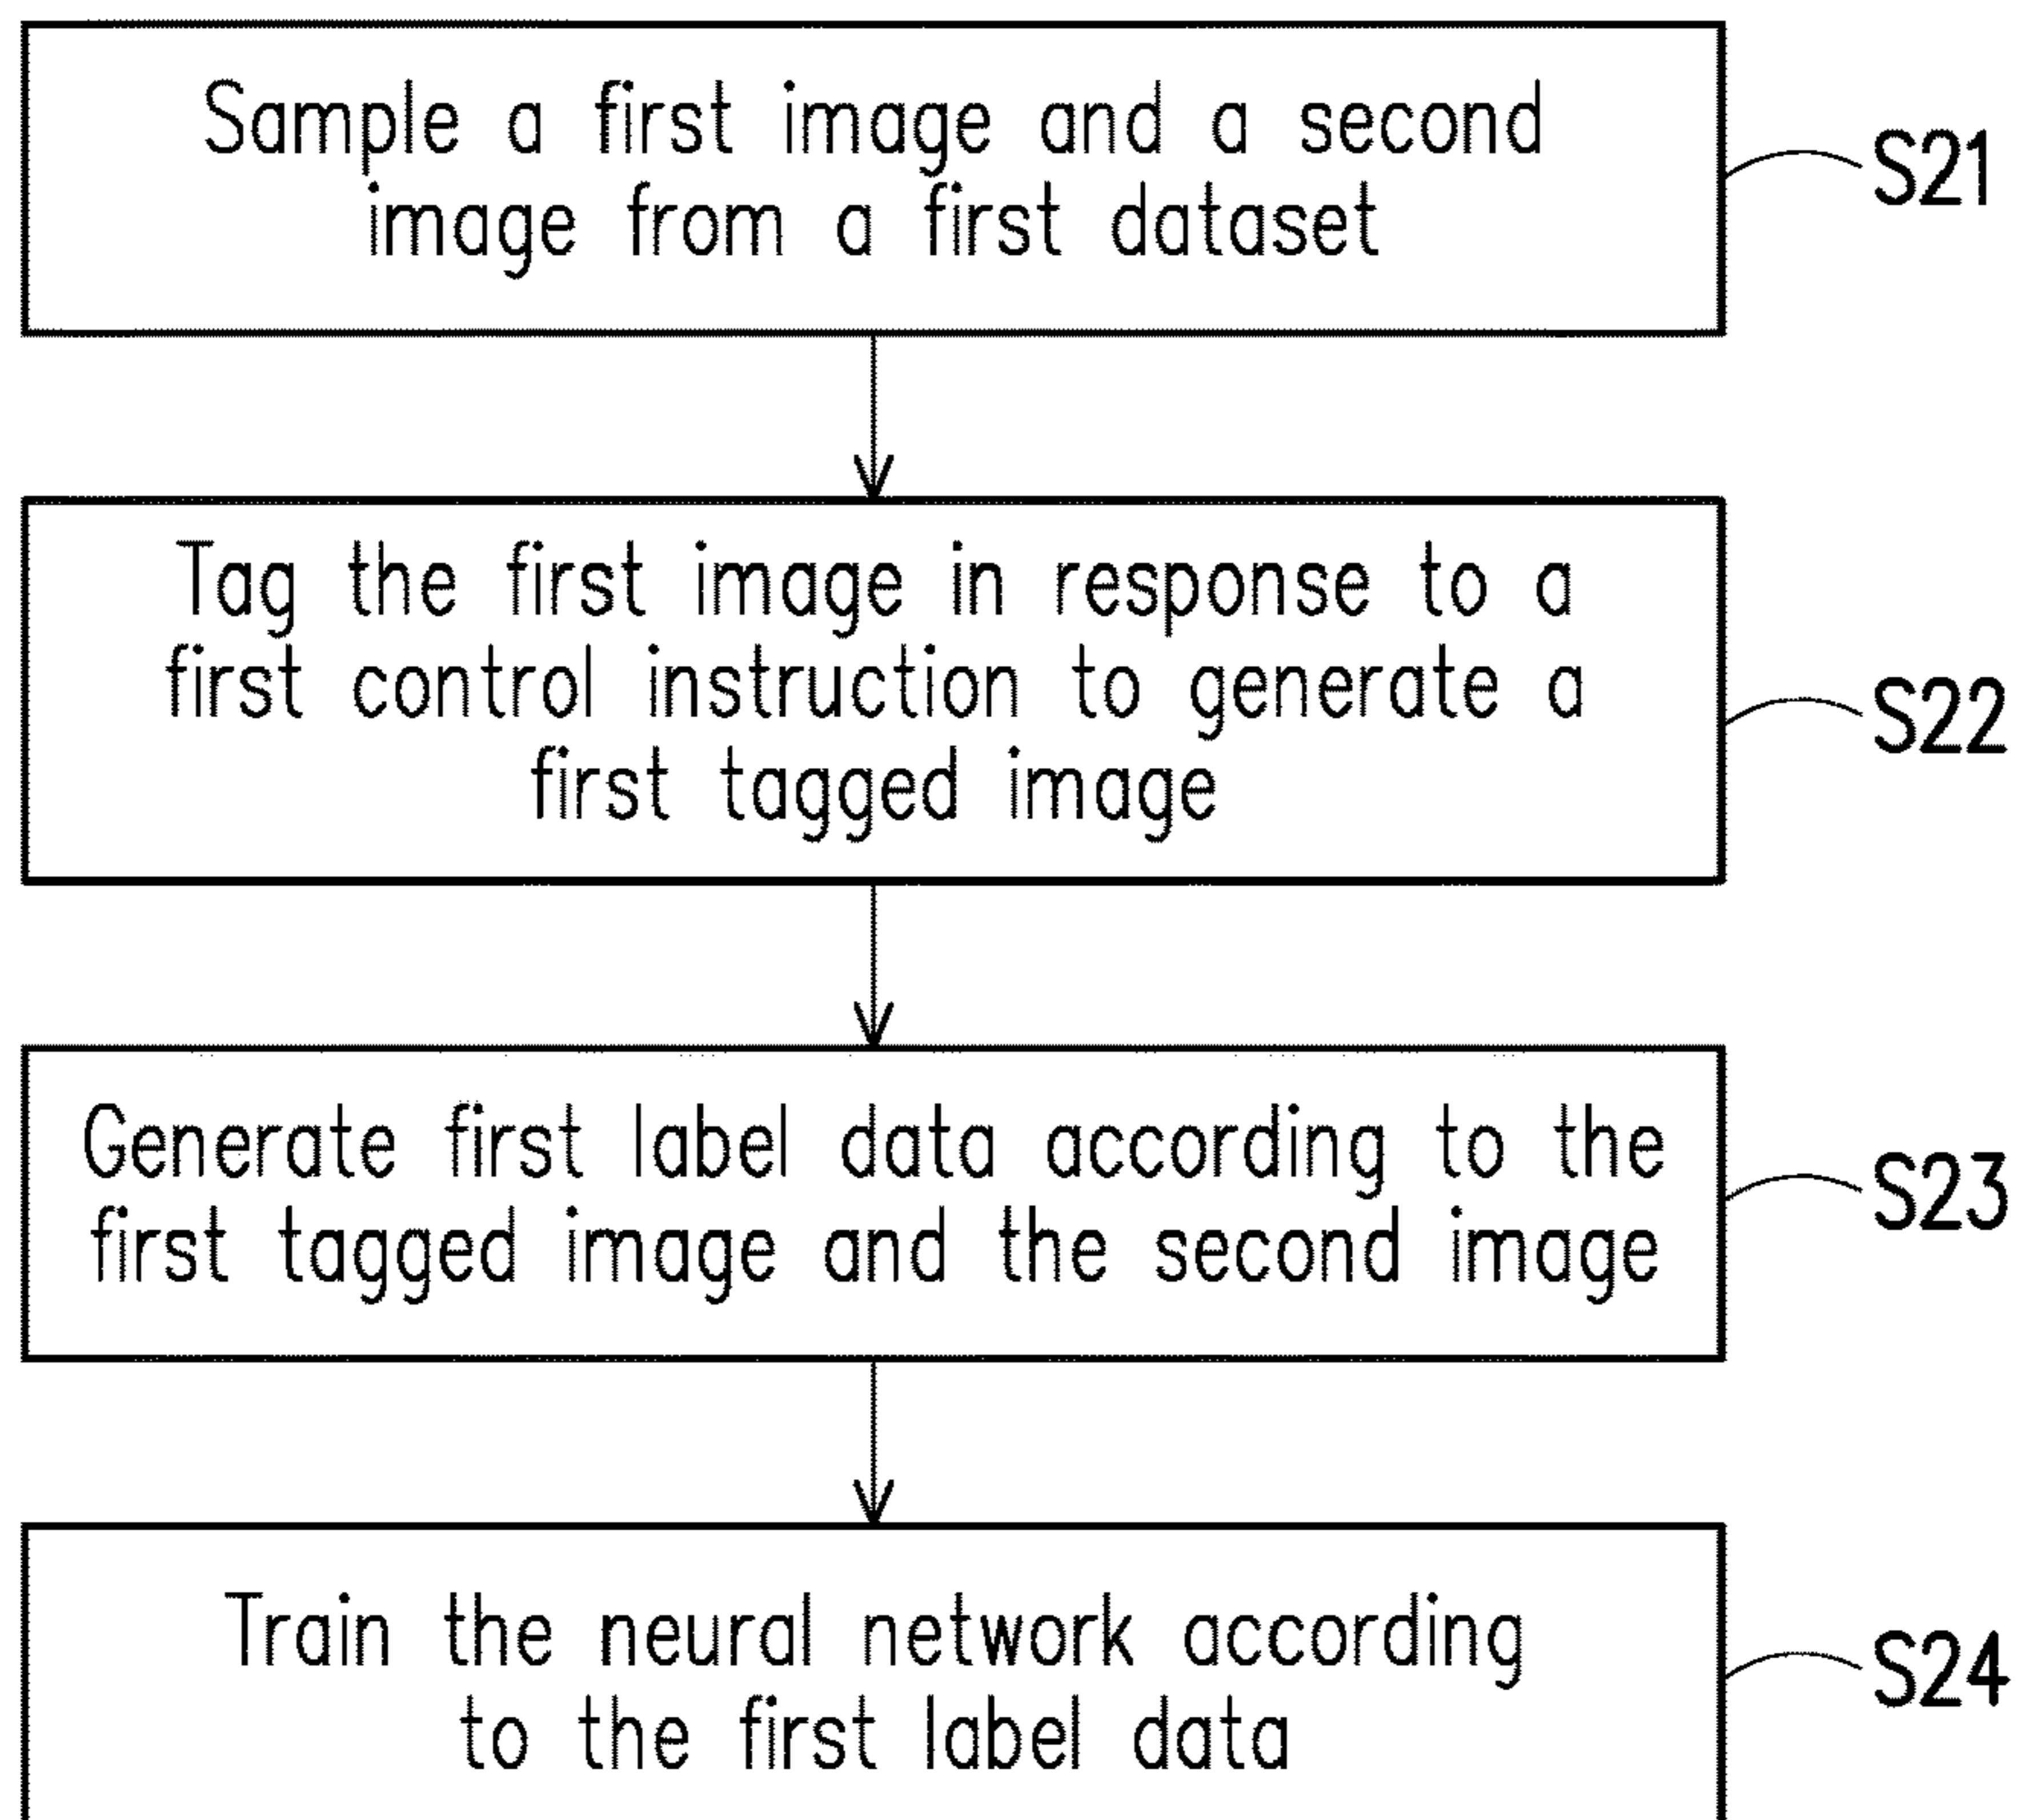 Sample a first image and a second
image from a first dataset
S21
Tag the first image in response to a
first control instruction to generate a
first tagged image
S22
Generate first label data according to the
first tagged image and the second image
S23
Train the neural network according
to the first label data
S24